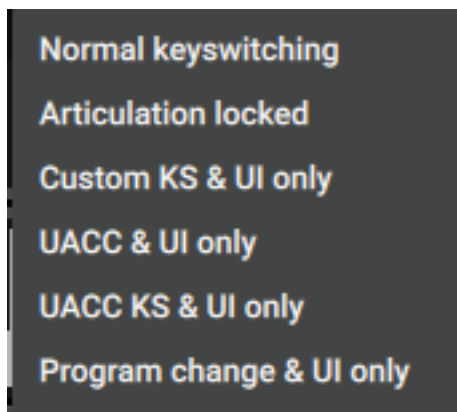 Normal keyswitching
Articulation locked
Custom KS & UI only
UACC & UI only
UACC KS & UI only
Program change & UI only